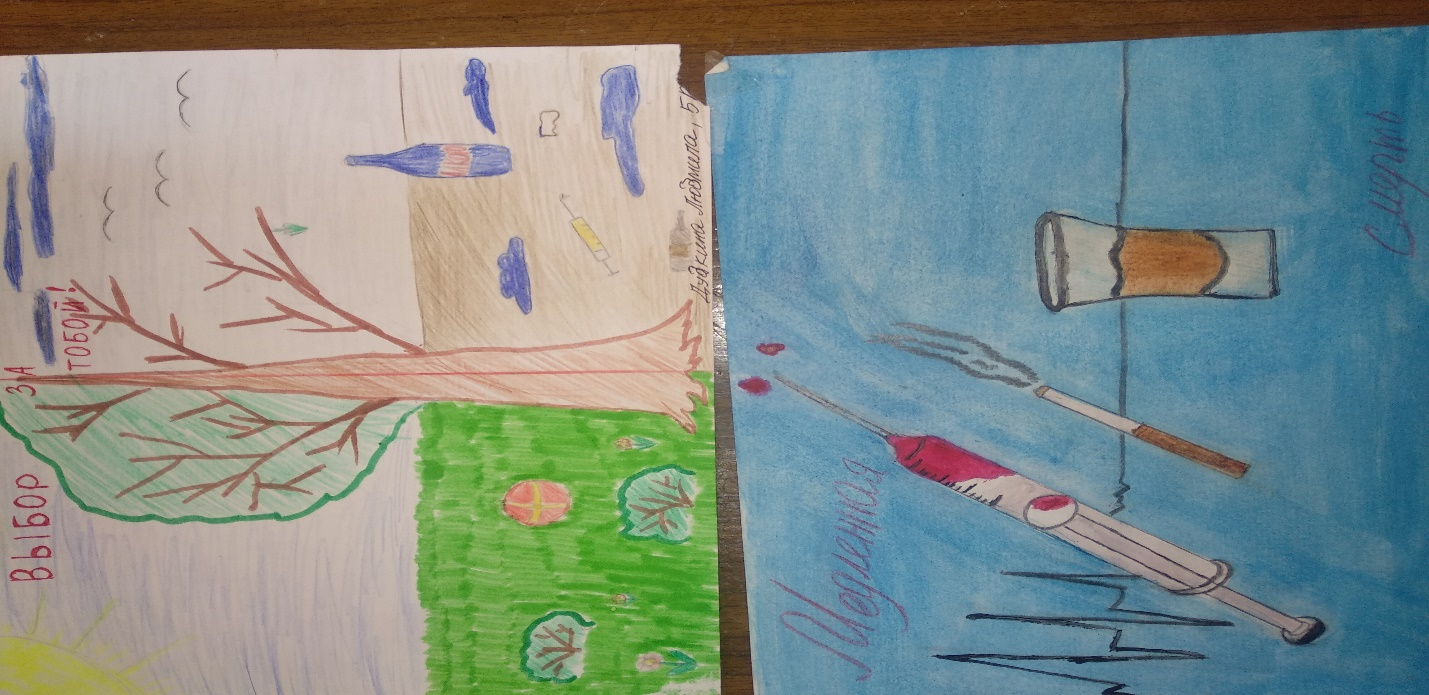 ВЫБОР ЗА
ТОБОЙ!
Дудкина Людмила, 5Г
Медленная
Смерть